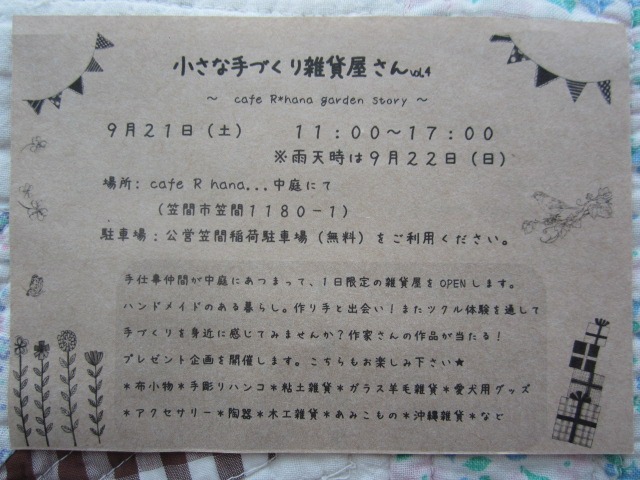 小さな手づくり雑貨屋さんvol.4
～ cafe R*hana garden story ～
9月21日（土）　11：00～17：00
※雨天時は9月22日（日）
場所：cafe R hana...中庭にて
（笠間市笠間1180-1）
駐車場：公営笠間稲荷駐車場（無料）をご利用ください。
手仕事仲間が中庭にあつまって、1日限定の雑貨屋をOPENします。
ハンドメイドのある暮らし。作り手と出会い！またツクル体験を通して
手づくりを身近に感じてみませんか？作家さんの作品が当たる！
プレゼント企画を開催します。こちらもお楽しみ下さい★
*布小物*手彫りハンコ*粘土雑貨*ガラス羊毛雑貨*愛犬用グッズ
*アクセサリー*陶器*木工雑貨*あみこもの*沖縄雑貨*など